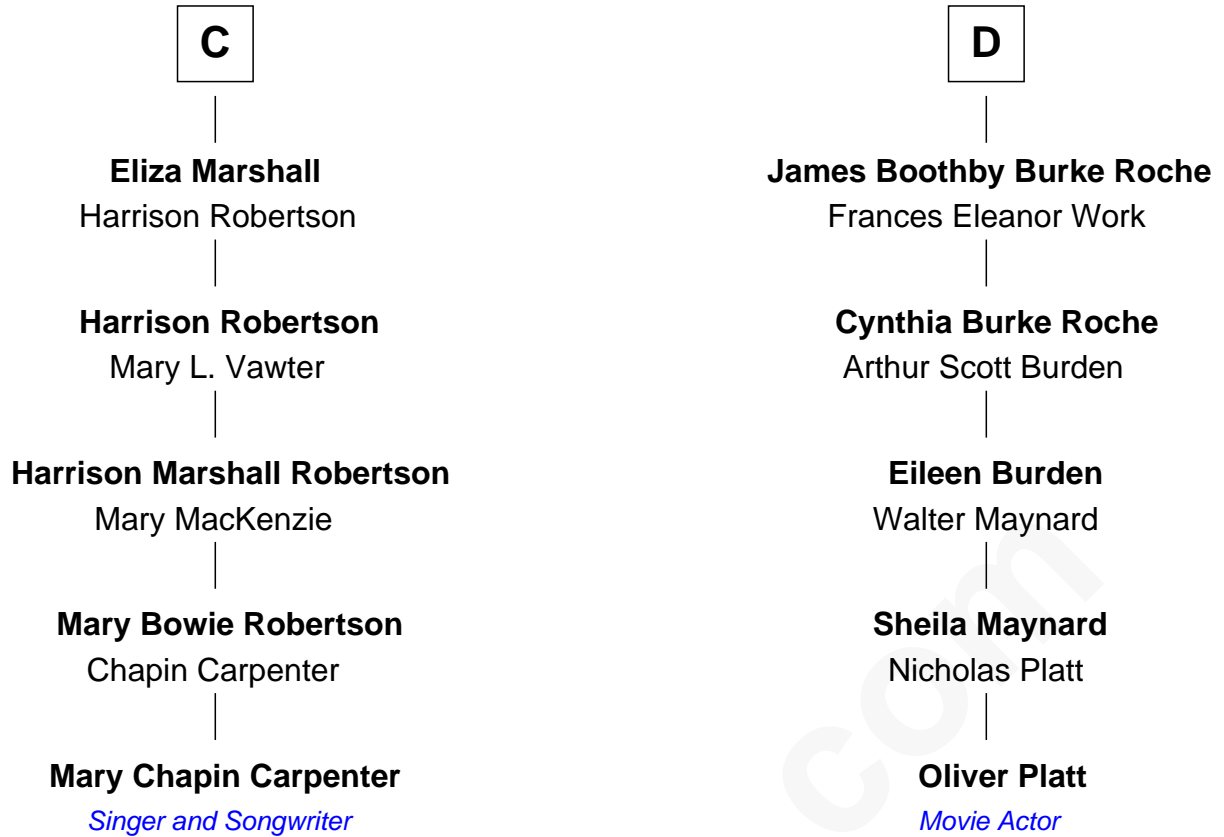 C
Eliza Marshall
Harrison Robertson
Harrison Robertson
Mary L. Vawter
Harrison Marshall Robertson
Mary MacKenzie
Mary Bowie Robertson
Chapin Carpenter
Mary Chapin Carpenter
Singer and Songwriter
D
James Boothby Burke Roche
Frances Eleanor Work
Cynthia Burke Roche
Arthur Scott Burden
Eileen Burden
Walter Maynard
Sheila Maynard
Nicholas Platt
Oliver Platt
Movie Actor
com